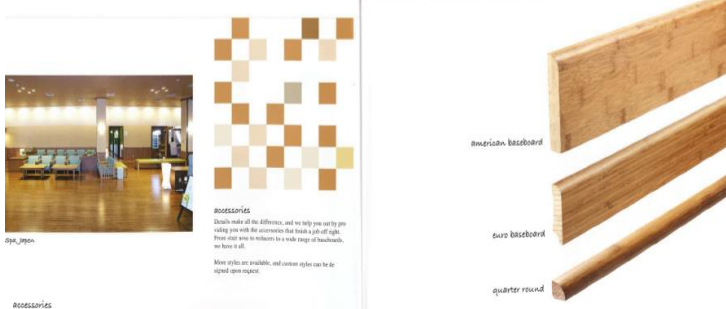 Spa, Japan
accessories
Details make all the difference, and we help you out by pro
viding you with the accessories that finish a job off right.
From stair nose to reducers to a wide range of baseboards,
we have it all.
More styles are available, and custom styles can be de
signed upon request.
accessories
american baseboard
euro baseboard
quarter round